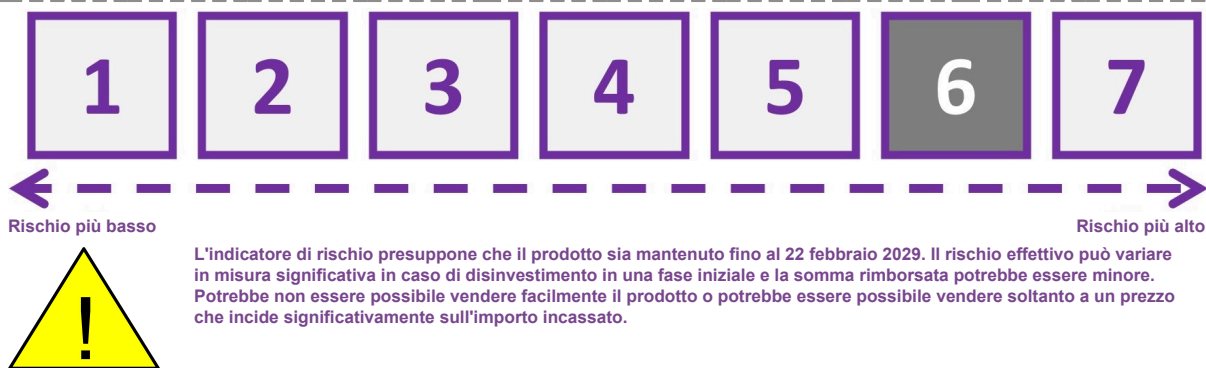 1 2 3 4 5 6 7
Rischio più basso Rischio più alto
L'indicatore di rischio presuppone che il prodotto sia mantenuto fino al 22 febbraio 2029. Il rischio effettivo può variare
in misura significativa in caso di disinvestimento in una fase iniziale e la somma rimborsata potrebbe essere minore.
Potrebbe non essere possibile vendere facilmente il prodotto o potrebbe essere possibile vendere soltanto a un prezzo
che incide significativamente sull'importo incassato.
!